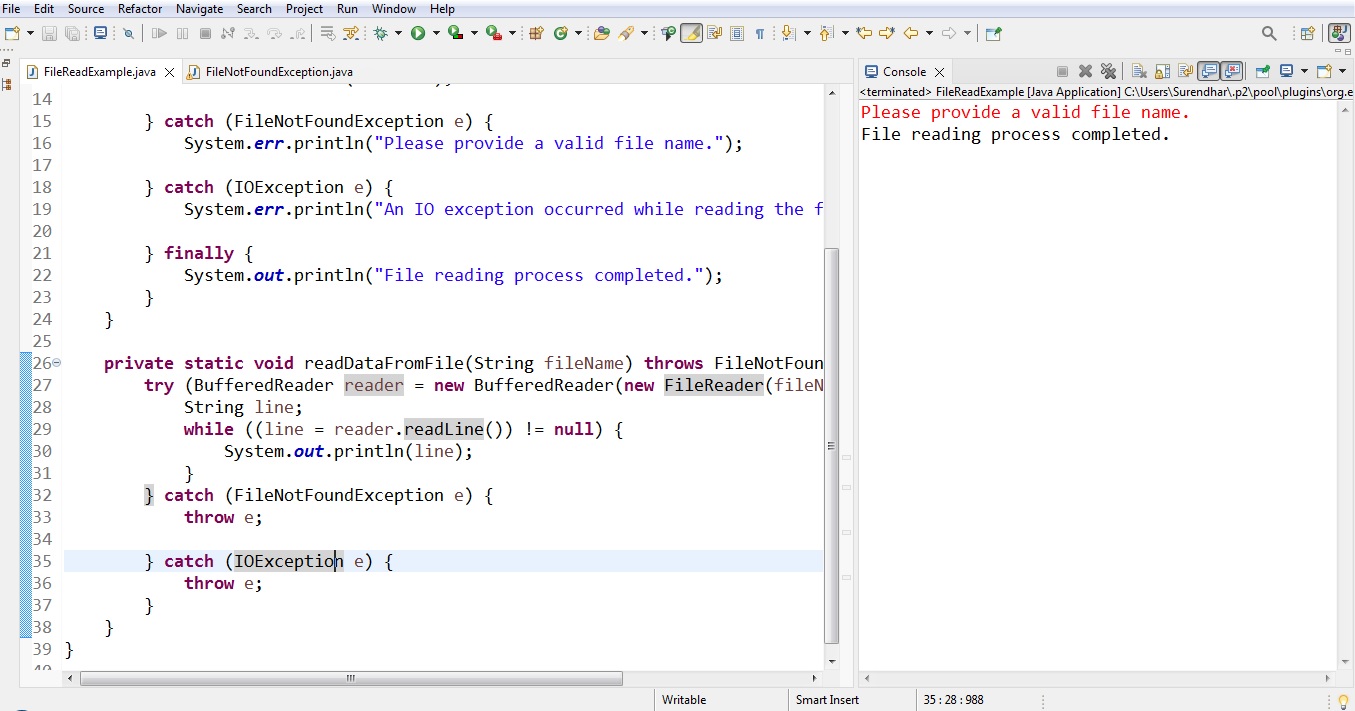 File Edit Source Refactor Navigate Search Project Run Window Help
FileReadExample.java FileNotFoundException.java
Console
<terminated> FileReadExample [Java Application] C:\Users\Surendhar\.p2\pool\plugins\org.e
Please provide a valid file name.
File reading process completed.
14
15 } catch (FileNotFoundException e) {
16 System.err.println("Please provide a valid file name.");
17
18 } catch (IOException e) {
19 System.err.println("An IO exception occurred while reading the f
20
21 } finally {
22 System.out.println("File reading process completed.");
23 }
24 }
25
26 private static void readDataFromFile(String fileName) throws FileNotFoun
27 try (BufferedReader reader = new BufferedReader(new FileReader(fileN
28 String line;
29 while ((line = reader.readLine()) != null) {
30 System.out.println(line);
31 }
32 } catch (FileNotFoundException e) {
33 throw e;
34
35 } catch (IOException e) {
36 throw e;
37 }
38 }
39 }
Writable Smart Insert 35 : 28 : 988